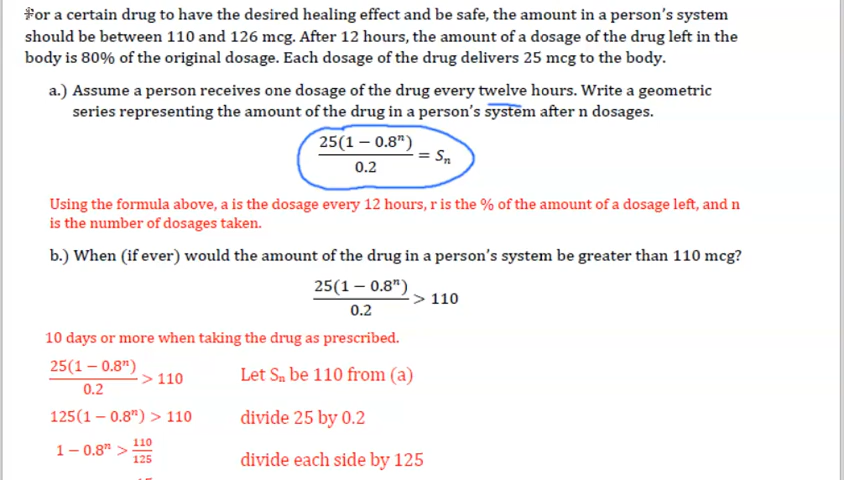 For a certain drug to have the desired healing effect and be safe, the amount in a person's system
should be between 110 and 126 mcg. After 12 hours, the amount of a dosage of the drug left in the
body is 80% of the original dosage. Each dosage of the drug delivers 25 mcg to the body.
a.) Assume a person receives one dosage of the drug every twelve hours. Write a geometric
series representing the amount of the drug in a person's system after n dosages.
25(1 − 0.8ⁿ)/0.2 = Sₙ
Using the formula above, a is the dosage every 12 hours, r is the % of the amount of a dosage left, and n
is the number of dosages taken.
b.) When (if ever) would the amount of the drug in a person's system be greater than 110 mcg?
25(1 − 0.8ⁿ)/0.2 > 110
10 days or more when taking the drug as prescribed.
25(1 − 0.8ⁿ)/0.2 > 110 Let Sₙ be 110 from (a)
125(1 − 0.8ⁿ) > 110 divide 25 by 0.2
1 − 0.8ⁿ > 110/125 divide each side by 125